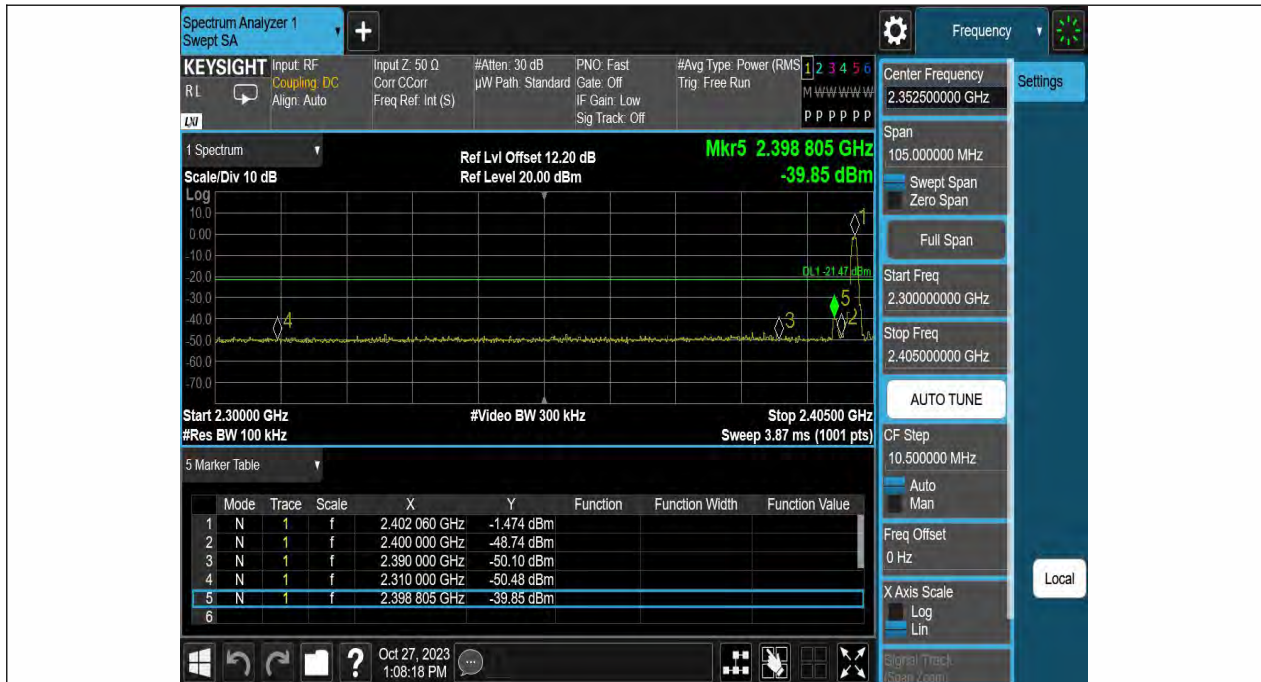 Spectrum Analyzer 1
Swept SA
+
Frequency
KEYSIGHT
RL
LXI
Input: RF
Coupling: DC
Align: Auto
Input Z: 50 Ω
Corr CCorr
Freq Ref: Int (S)
#Atten: 30 dB
µW Path: Standard
PNO: Fast
Gate: Off
IF Gain: Low
Sig Track: Off
#Avg Type: Power (RMS
Trig: Free Run
1 2 3 4 5 6
M W W W W W
P P P P P P
1 Spectrum
Scale/Div 10 dB
Ref Lvl Offset 12.20 dB
Ref Level 20.00 dBm
Mkr5 2.398 805 GHz
-39.85 dBm
Log
10.0
0.00
-10.0
-20.0
-30.0
-40.0
-50.0
-60.0
-70.0
1
DL1 -21.47 dBm
5
4
3
2
Start 2.30000 GHz
#Res BW 100 kHz
#Video BW 300 kHz
Stop 2.40500 GHz
Sweep 3.87 ms (1001 pts)
5 Marker Table
Mode Trace Scale X Y Function Function Width Function Value
1 N 1 f 2.402 060 GHz -1.474 dBm
2 N 1 f 2.400 000 GHz -48.74 dBm
3 N 1 f 2.390 000 GHz -50.10 dBm
4 N 1 f 2.310 000 GHz -50.48 dBm
5 N 1 f 2.398 805 GHz -39.85 dBm
6
?
Oct 27, 2023
1:08:18 PM
Center Frequency
2.352500000 GHz
Settings
Span
105.000000 MHz
Swept Span
Zero Span
Full Span
Start Freq
2.300000000 GHz
Stop Freq
2.405000000 GHz
AUTO TUNE
CF Step
10.500000 MHz
Auto
Man
Freq Offset
0 Hz
X Axis Scale
Log
Lin
Signal Track
(Span Zoom)
Local